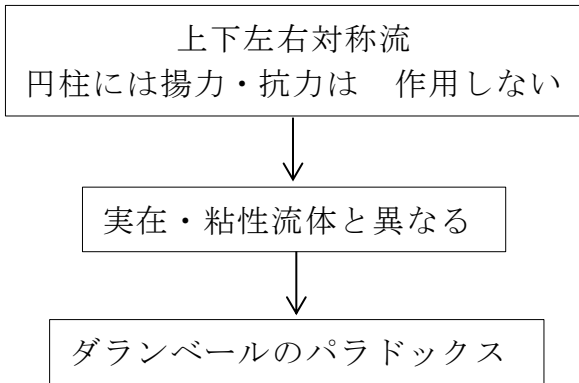 上下左右対称流
円柱には揚力・抗力は　作用しない
実在・粘性流体と異なる
ダランベールのパラドックス